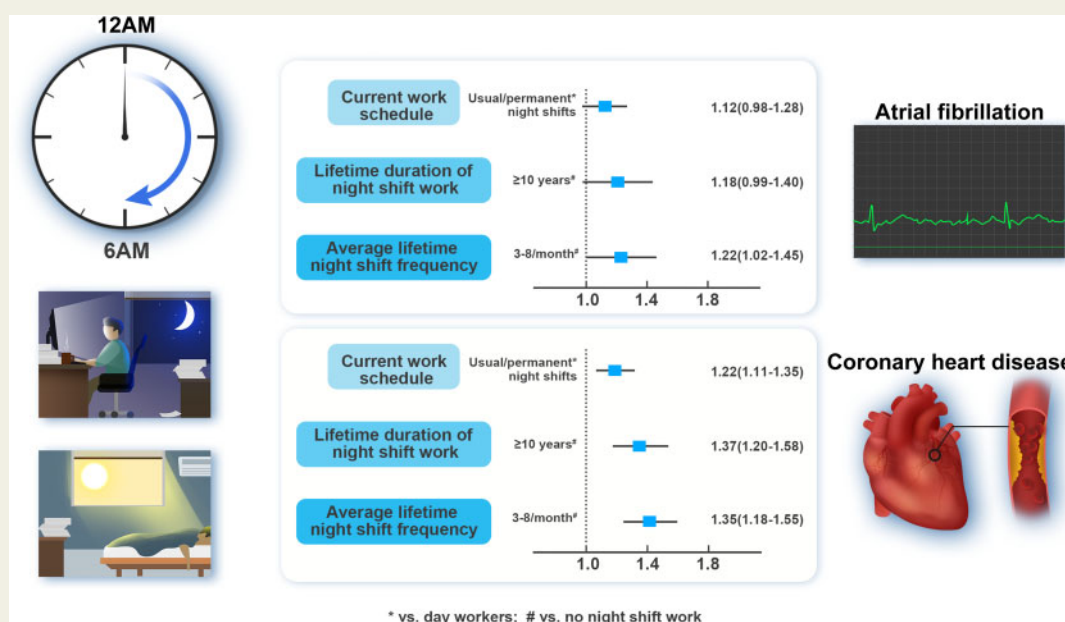 12AM
6AM
Current work
schedule
Usual/permanent*
night shifts
1.12(0.98-1.28)
Lifetime duration of
night shift work
≥10 years#
1.18(0.99-1.40)
Average lifetime
night shift frequency
3-8/month#
1.22(1.02-1.45)
1.0 1.4 1.8
Atrial fibrillation
Current work
schedule
Usual/permanent*
night shifts
1.22(1.11-1.35)
Lifetime duration of
night shift work
≥10 years#
1.37(1.20-1.58)
Average lifetime
night shift frequency
3-8/month#
1.35(1.18-1.55)
1.0 1.4 1.8
Coronary heart disease
* vs. day workers; # vs. no night shift work